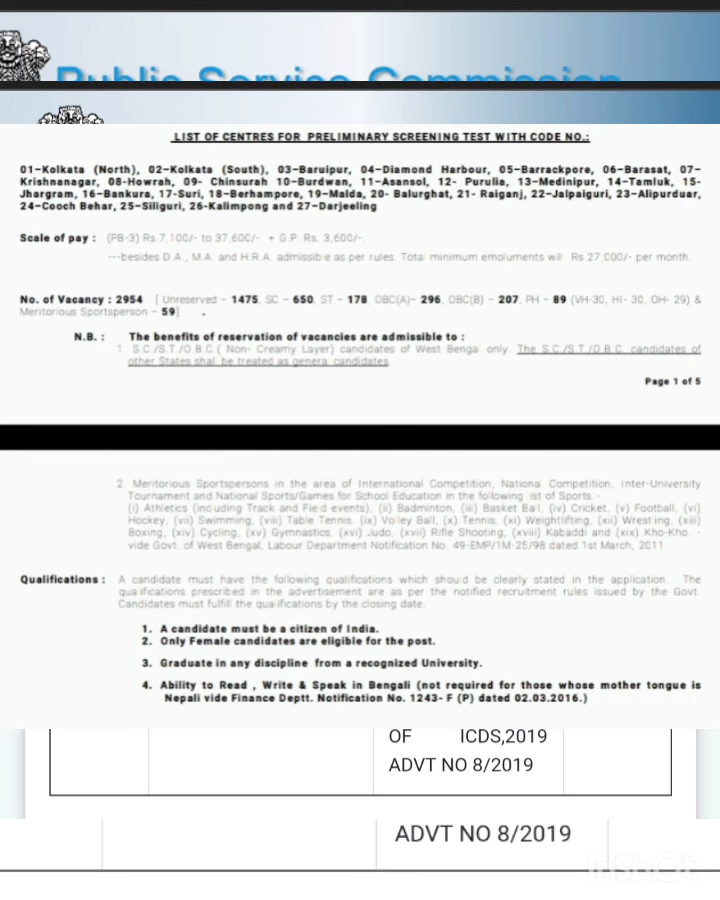 Public Service Commission
LIST OF CENTRES FOR PRELIMINARY SCREENING TEST WITH CODE NO.:
01-Kolkata (North), 02-Kolkata (South), 03-Baruipur, 04-Diamond Harbour, 05-Barrackpore, 06-Barasat, 07-
Krishnanagar, 08-Howrah, 09- Chinsurah 10-Burdwan, 11-Asansol, 12- Purulia, 13-Medinipur, 14-Tamluk, 15-
Jhargram, 16-Bankura, 17-Suri, 18-Berhampore, 19-Malda, 20- Balurghat, 21- Raiganj, 22-Jalpaiguri, 23-Alipurduar,
24-Cooch Behar, 25-Siliguri, 26-Kalimpong and 27-Darjeeling
Scale of pay : (PB-3) Rs.7,100/- to 37,600/- + G.P. Rs. 3,600/-.
---besides D.A., M.A. and H.R.A. admissible as per rules. Total minimum emoluments will Rs.27,000/- per month.
No. of Vacancy : 2954 [ Unreserved – 1475, SC – 650, ST – 178, OBC(A)- 296, OBC(B) – 207, PH – 89 (VH-30, HI- 30, OH- 29) &
Meritorious Sportsperson – 59] .
N.B. : The benefits of reservation of vacancies are admissible to :
1. S.C./S.T./O.B.C.( Non- Creamy Layer) candidates of West Bengal only. The S.C./S.T./O.B.C. candidates of
other States shall be treated as general candidates.
Page 1 of 5
2. Meritorious Sportspersons in the area of International Competition, National Competition, Inter-University
Tournament and National Sports/Games for School Education in the following list of Sports :-
(i) Athletics (including Track and Field events), (ii) Badminton, (iii) Basket Ball, (iv) Cricket, (v) Football, (vi)
Hockey, (vii) Swimming, (viii) Table Tennis, (ix) Volley Ball, (x) Tennis, (xi) Weightlifting, (xii) Wrestling, (xiii)
Boxing, (xiv) Cycling, (xv) Gymnastics, (xvi) Judo, (xvii) Rifle Shooting, (xviii) Kabaddi and (xix) Kho-Kho. -
vide Govt. of West Bengal, Labour Department Notification No. 49-EMP/1M-25/98 dated 1st March, 2011.
Qualifications : A candidate must have the following qualifications which should be clearly stated in the application. The
qualifications prescribed in the advertisement are as per the notified recruitment rules issued by the Govt.
Candidates must fulfill the qualifications by the closing date.
1. A candidate must be a citizen of India.
2. Only Female candidates are eligible for the post.
3. Graduate in any discipline from a recognized University.
4. Ability to Read , Write & Speak in Bengali (not required for those whose mother tongue is
Nepali vide Finance Deptt. Notification No. 1243- F (P) dated 02.03.2016.)
OF ICDS,2019
ADVT NO 8/2019
ADVT NO 8/2019
InShOt